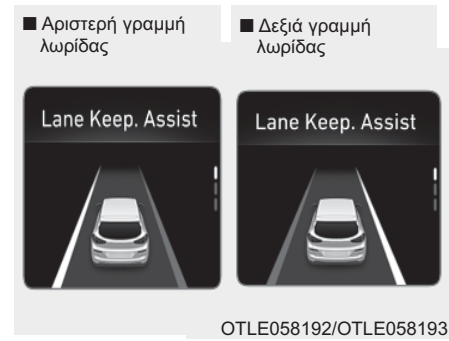 ■ Αριστερή γραμμή
λωρίδας
■ Δεξιά γραμμή
λωρίδας
Lane Keep. Assist
Lane Keep. Assist
OTLE058192/OTLE058193